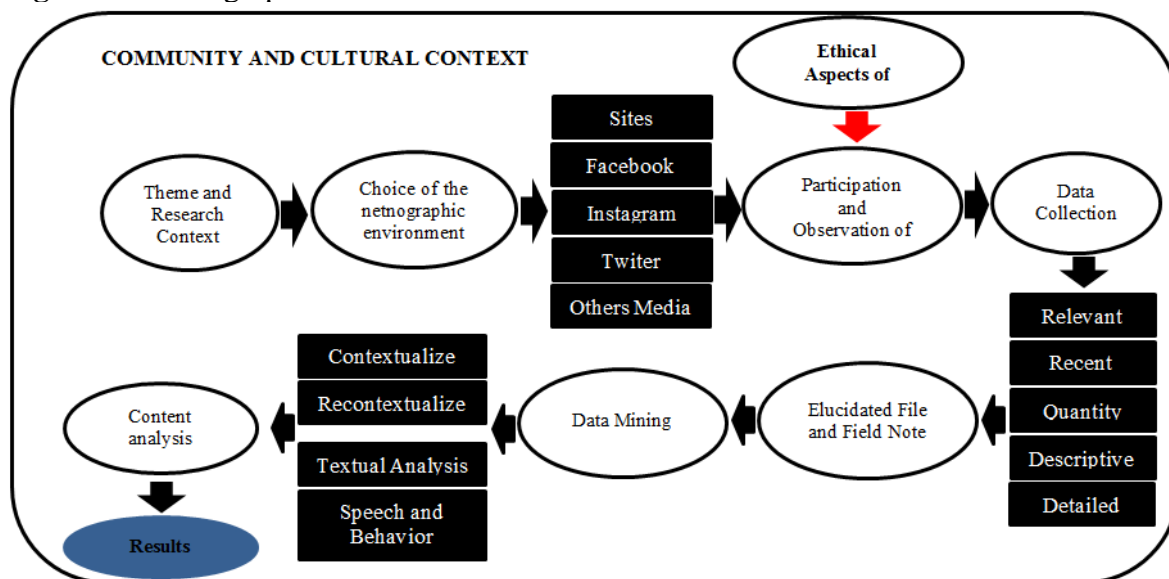 COMMUNITY AND CULTURAL CONTEXT
Ethical
Aspects of
Theme and
Research
Context
Choice of the
netnographic
environment
Sites
Facebook
Instagram
Twiter
Others Media
Participation
and
Observation of
Data
Collection
Relevant
Recent
Quantity
Descriptive
Detailed
Elucidated File
and Field Note
Data Mining
Contextualize
Recontextualize
Textual Analysis
Speech and
Behavior
Content
analysis
Results